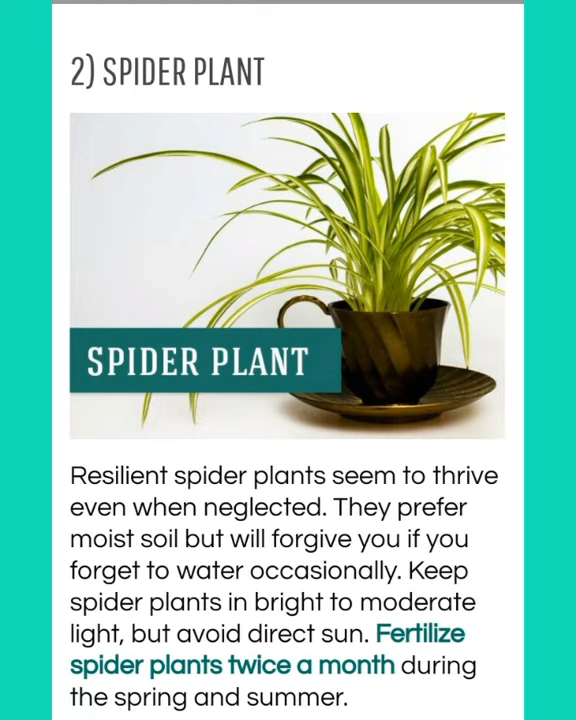 2) SPIDER PLANT
SPIDER PLANT
Resilient spider plants seem to thrive
even when neglected. They prefer
moist soil but will forgive you if you
forget to water occasionally. Keep
spider plants in bright to moderate
light, but avoid direct sun. Fertilize
spider plants twice a month during
the spring and summer.